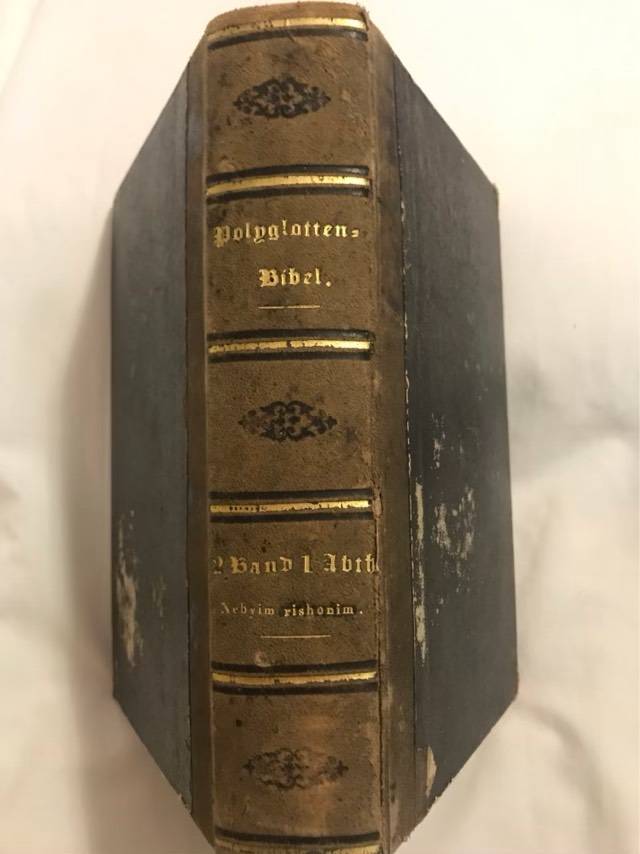 Polyglotten=
Bibel.
2 Band 1 Abth
Nebyim rishonim.